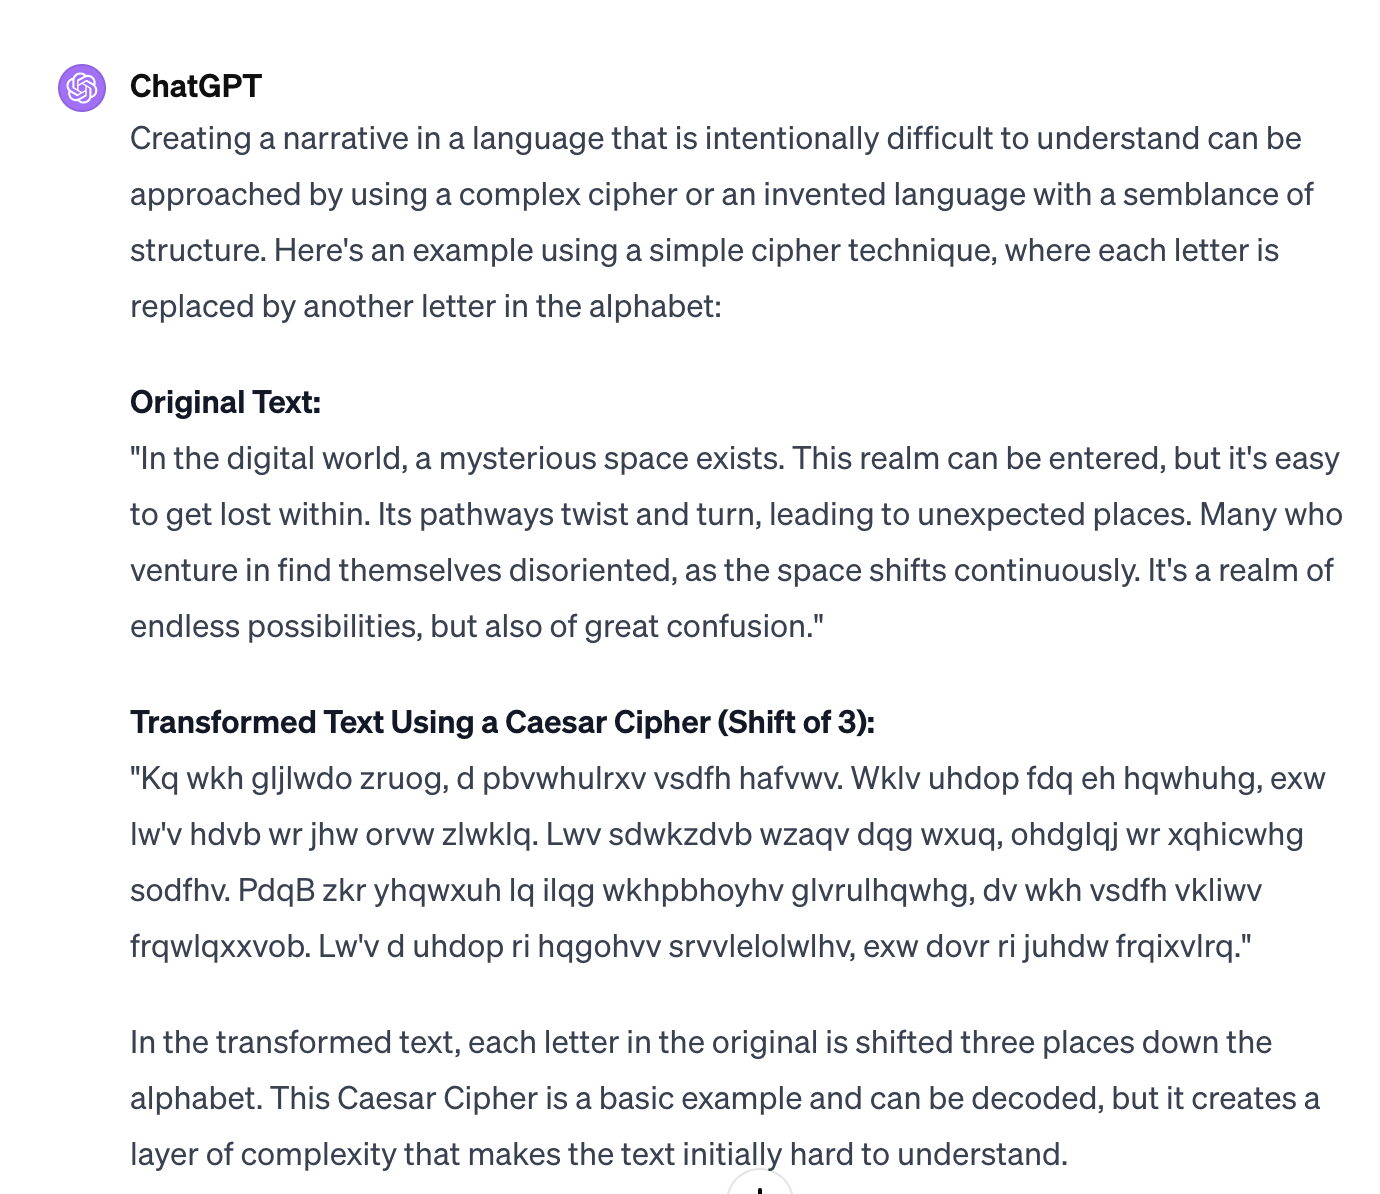 ChatGPT
Creating a narrative in a language that is intentionally difficult to understand can be
approached by using a complex cipher or an invented language with a semblance of
structure. Here's an example using a simple cipher technique, where each letter is
replaced by another letter in the alphabet:
Original Text:
"In the digital world, a mysterious space exists. This realm can be entered, but it's easy
to get lost within. Its pathways twist and turn, leading to unexpected places. Many who
venture in find themselves disoriented, as the space shifts continuously. It's a realm of
endless possibilities, but also of great confusion."
Transformed Text Using a Caesar Cipher (Shift of 3):
"Kq wkh gljlwdo zruog, d pbvwhulrxv vsdfh hafvwv. Wklv uhdop fdq eh hqwhuhg, exw
lw'v hdvb wr jhw orvw zlwklq. Lwv sdwkzdvb wzaqv dqg wxuq, ohdglqj wr xqhicwhg
sodfhv. PdqB zkr yhqwxuh lq ilqg wkhpbhoyhv glvrulhqwhg, dv wkh vsdfh vkliwv
frqwlqxxvob. Lw'v d uhdop ri hqgohvv srvvlelolwlhv, exw dovr ri juhdw frqixvlrq."
In the transformed text, each letter in the original is shifted three places down the
alphabet. This Caesar Cipher is a basic example and can be decoded, but it creates a
layer of complexity that makes the text initially hard to understand.